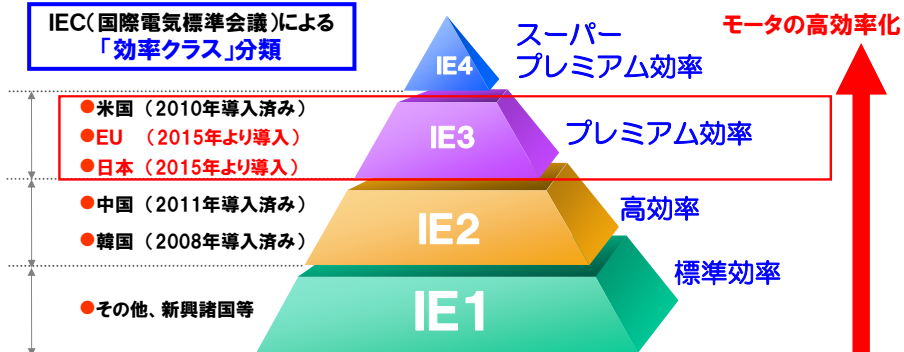 IEC(国際電気標準会議)による
「効率クラス」分類
モータの高効率化
IE4
スーパー
プレミアム効率
●米国 (2010年導入済み)
●EU (2015年より導入)
●日本 (2015年より導入)
IE3
プレミアム効率
●中国 (2011年導入済み)
●韓国 (2008年導入済み)
IE2
高効率
●その他、新興諸国等
IE1
標準効率